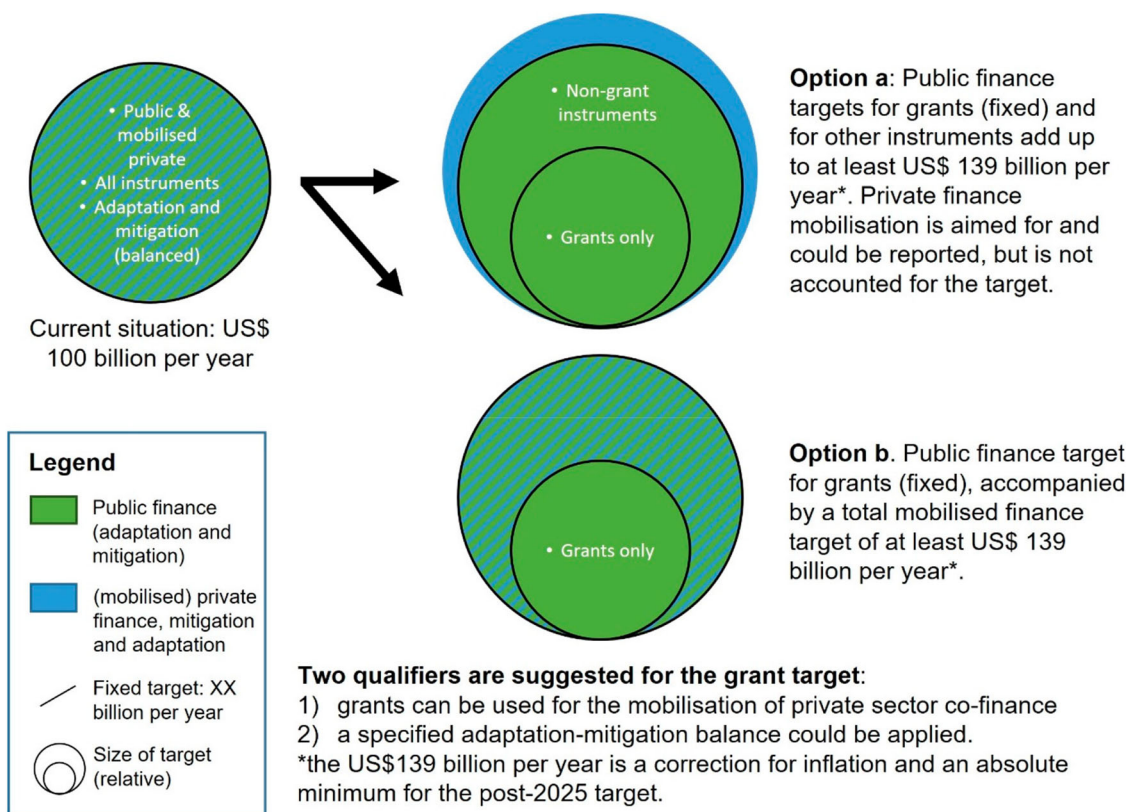 • Public &
mobilised
private
• All instruments
• Adaptation and
mitigation
(balanced)
Current situation: US$
100 billion per year
• Non-grant
instruments
• Grants only
Option a: Public finance
targets for grants (fixed) and
for other instruments add up
to at least US$ 139 billion per
year*. Private finance
mobilisation is aimed for and
could be reported, but is not
accounted for the target.
• Grants only
Option b. Public finance target
for grants (fixed), accompanied
by a total mobilised finance
target of at least US$ 139
billion per year*.
Legend
Public finance
(adaptation and
mitigation)
(mobilised) private
finance, mitigation
and adaptation
Fixed target: XX
billion per year
Size of target
(relative)
Two qualifiers are suggested for the grant target:
1) grants can be used for the mobilisation of private sector co-finance
2) a specified adaptation-mitigation balance could be applied.
*the US$139 billion per year is a correction for inflation and an absolute
minimum for the post-2025 target.